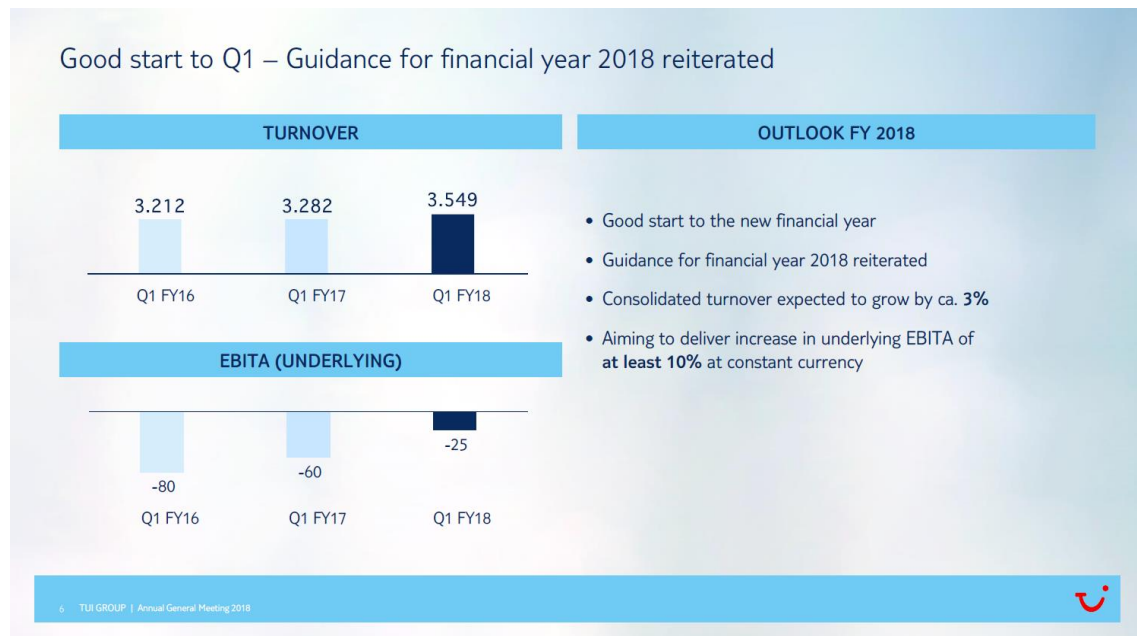 Good start to Q1 – Guidance for financial year 2018 reiterated
TURNOVER
3.212
3.282
3.549
Q1 FY16
Q1 FY17
Q1 FY18
EBITA (UNDERLYING)
-80
-60
-25
Q1 FY16
Q1 FY17
Q1 FY18
OUTLOOK FY 2018
• Good start to the new financial year
• Guidance for financial year 2018 reiterated
• Consolidated turnover expected to grow by ca. 3%
• Aiming to deliver increase in underlying EBITA of
at least 10% at constant currency
6 TUI GROUP | Annual General Meeting 2018